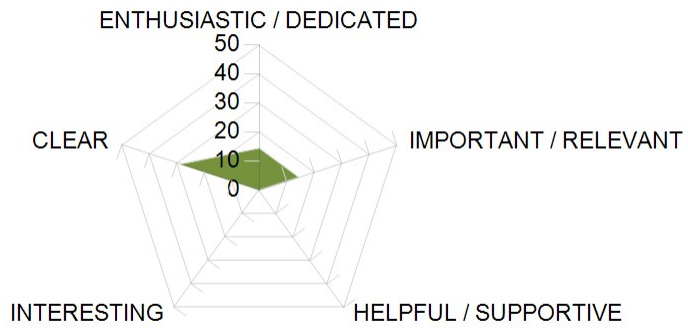 ENTHUSIASTIC / DEDICATED
50
40
30
20
10
0
CLEAR
IMPORTANT / RELEVANT
INTERESTING
HELPFUL / SUPPORTIVE